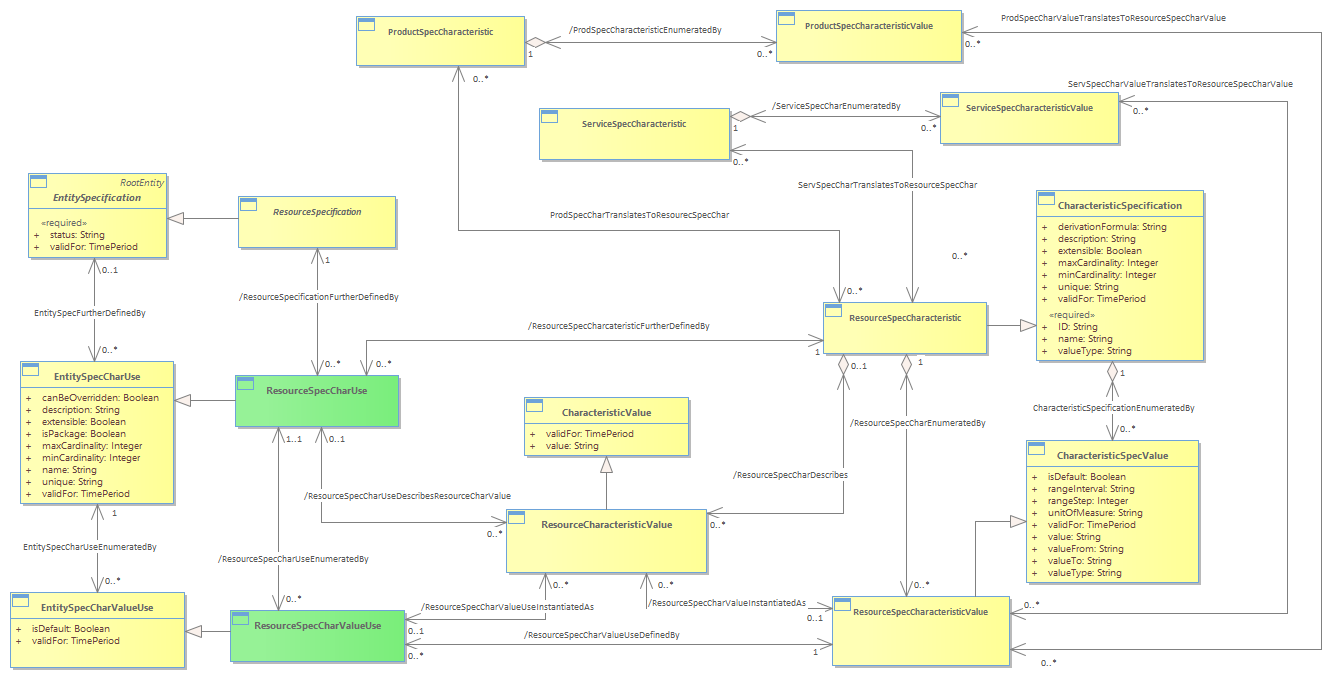 ProductSpecCharacteristic
/ProdSpecCharacteristicEnumeratedBy
1
0..*
ProductSpecCharacteristicValue
ProdSpecCharValueTranslatesToResourceSpecCharValue
0..*
0..*
ServSpecCharValueTranslatesToResourceSpecCharValue
ServiceSpecCharacteristic
/ServiceSpecCharEnumeratedBy
1
0..*
ServiceSpecCharacteristicValue
0..*
0..*
ServSpecCharTranslatesToResourceSpecChar
ProdSpecCharTranslatesToResourecSpecChar
0..*
0..*
RootEntity
EntitySpecification
«required»
+ status: String
+ validFor: TimePeriod
0..1
EntitySpecFurtherDefinedBy
0..*
ResourceSpecification
1
/ResourceSpecificationFurtherDefinedBy
0..*
CharacteristicSpecification
+ derivationFormula: String
+ description: String
+ extensible: Boolean
+ maxCardinality: Integer
+ minCardinality: Integer
+ unique: String
+ validFor: TimePeriod
«required»
+ ID: String
+ name: String
+ valueType: String
1
CharacteristicSpecificationEnumeratedBy
0..*
ResourceSpecCharacteristic
/ResourceSpecCharcateristicFurtherDefinedBy
1
0..*
0..1
1
EntitySpecCharUse
+ canBeOverridden: Boolean
+ description: String
+ extensible: Boolean
+ isPackage: Boolean
+ maxCardinality: Integer
+ minCardinality: Integer
+ name: String
+ unique: String
+ validFor: TimePeriod
1
EntitySpecCharUseEnumeratedBy
0..*
ResourceSpecCharUse
1..1
0..1
CharacteristicValue
+ validFor: TimePeriod
+ value: String
/ResourceSpecCharEnumeratedBy
/ResourceSpecCharDescribes
CharacteristicSpecValue
+ isDefault: Boolean
+ rangeInterval: String
+ rangeStep: Integer
+ unitOfMeasure: String
+ validFor: TimePeriod
+ value: String
+ valueFrom: String
+ valueTo: String
+ valueType: String
/ResourceSpecCharUseDescribesResourceCharValue
0..*
ResourceCharacteristicValue
0..*
/ResourceSpecCharUseEnumeratedBy
0..*
0..*
0..*
0..*
EntitySpecCharValueUse
+ isDefault: Boolean
+ validFor: TimePeriod
ResourceSpecCharValueUse
/ResourceSpecCharValueUseInstantiatedAs
0..1
/ResourceSpecCharValueInstantiatedAs
0..1
ResourceSpecCharacteristicValue
0..*
/ResourceSpecCharValueUseDefinedBy
0..*
1
0..*